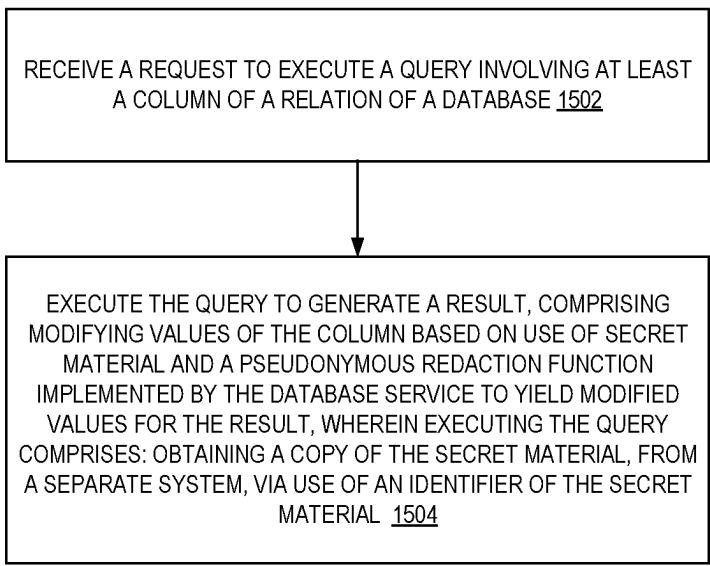 RECEIVE A REQUEST TO EXECUTE A QUERY INVOLVING AT LEAST
A COLUMN OF A RELATION OF A DATABASE 1502
EXECUTE THE QUERY TO GENERATE A RESULT, COMPRISING
MODIFYING VALUES OF THE COLUMN BASED ON USE OF SECRET
MATERIAL AND A PSEUDONYMOUS REDACTION FUNCTION
IMPLEMENTED BY THE DATABASE SERVICE TO YIELD MODIFIED
VALUES FOR THE RESULT, WHEREIN EXECUTING THE QUERY
COMPRISES: OBTAINING A COPY OF THE SECRET MATERIAL, FROM
A SEPARATE SYSTEM, VIA USE OF AN IDENTIFIER OF THE SECRET
MATERIAL 1504